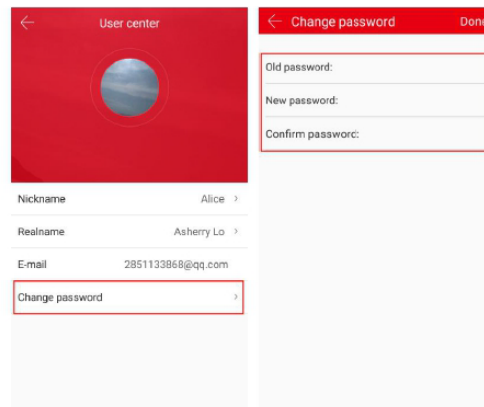 User center
Nickname Alice
Realname Asherry Lo
E-mail 2851133868@qq.com
Change password
Change password Done
Old password:
New password:
Confirm password: